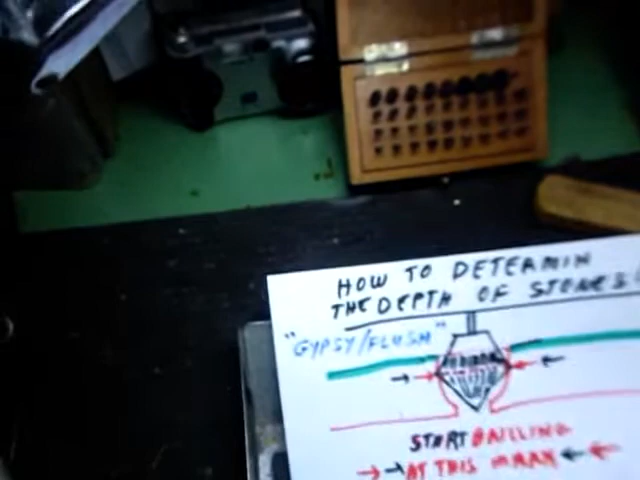 HOW TO DETERMIN
THE DEPTH OF STONES
"GYPSY/FLUSH"
START DRILLING
AT THIS MARK